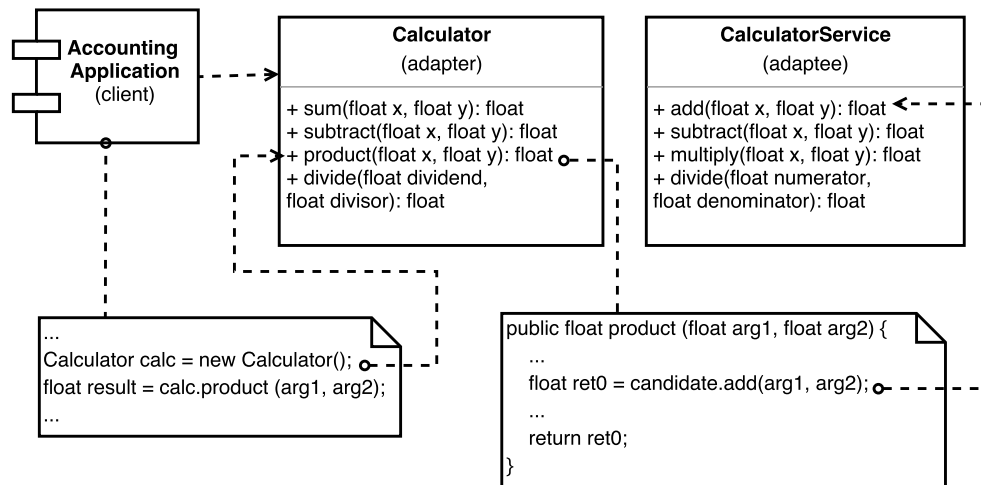 Accounting
Application
(client)
Calculator
(adapter)
+ sum(float x, float y): float
+ subtract(float x, float y): float
+ product(float x, float y): float
+ divide(float dividend,
float divisor): float
CalculatorService
(adaptee)
+ add(float x, float y): float
+ subtract(float x, float y): float
+ multiply(float x, float y): float
+ divide(float numerator,
float denominator): float
...
Calculator calc = new Calculator();
float result = calc.product (arg1, arg2);
...
public float product (float arg1, float arg2) {
...
float ret0 = candidate.add(arg1, arg2);
...
return ret0;
}